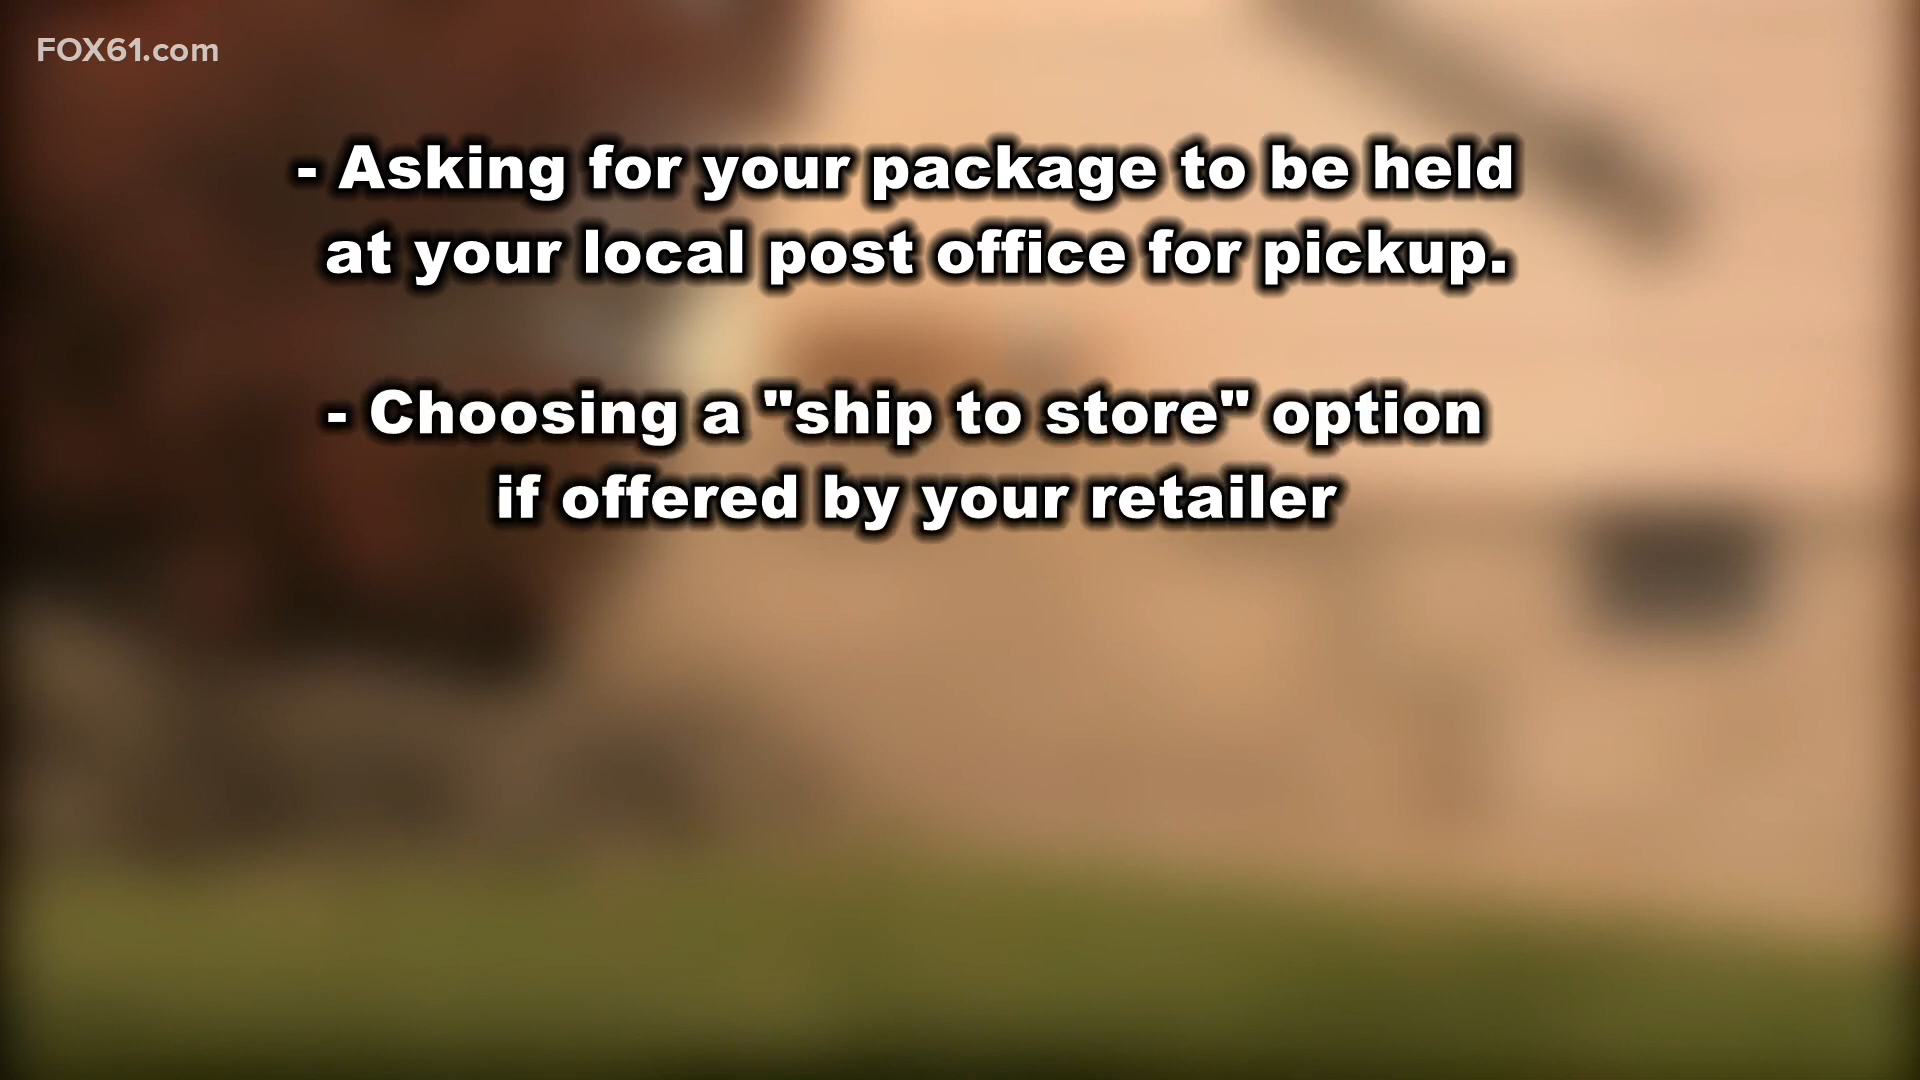 FOX61.com
- Asking for your package to be held
at your local post office for pickup.
- Choosing a "ship to store" option
if offered by your retailer